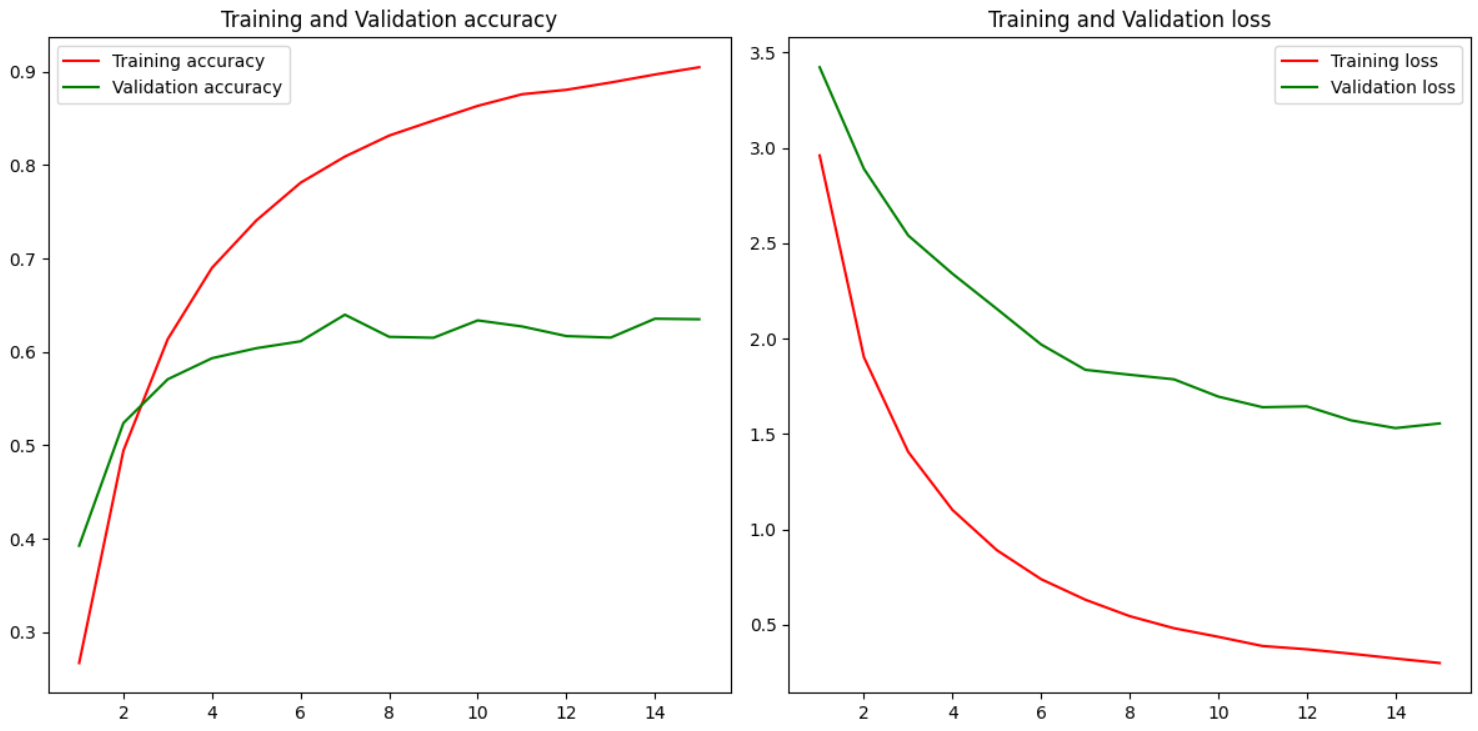 Training and Validation accuracy
Training accuracy
Validation accuracy
0.9
0.8
0.7
0.6
0.5
0.4
0.3
2 4 6 8 10 12 14
Training and Validation loss
Training loss
Validation loss
3.5
3.0
2.5
2.0
1.5
1.0
0.5
2 4 6 8 10 12 14